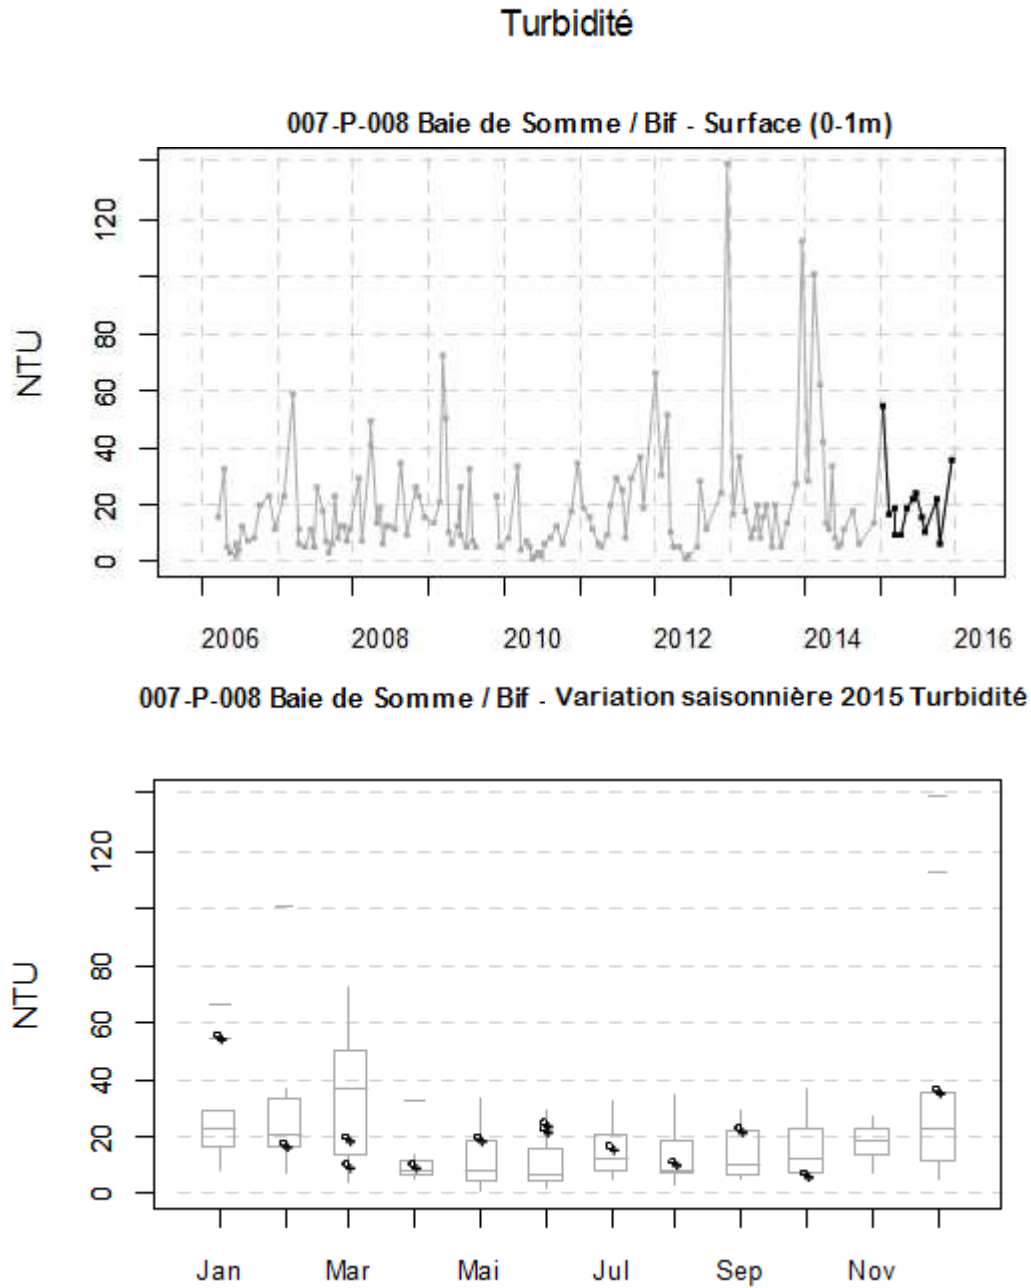 Turbidité
007-P-008 Baie de Somme / Bif - Surface (0-1m)
NTU
120
80
60
40
20
0
2006 2008 2010 2012 2014 2016
007-P-008 Baie de Somme / Bif - Variation saisonnière 2015 Turbidité
NTU
120
80
60
40
20
0
Jan Mar Mai Jul Sep Nov